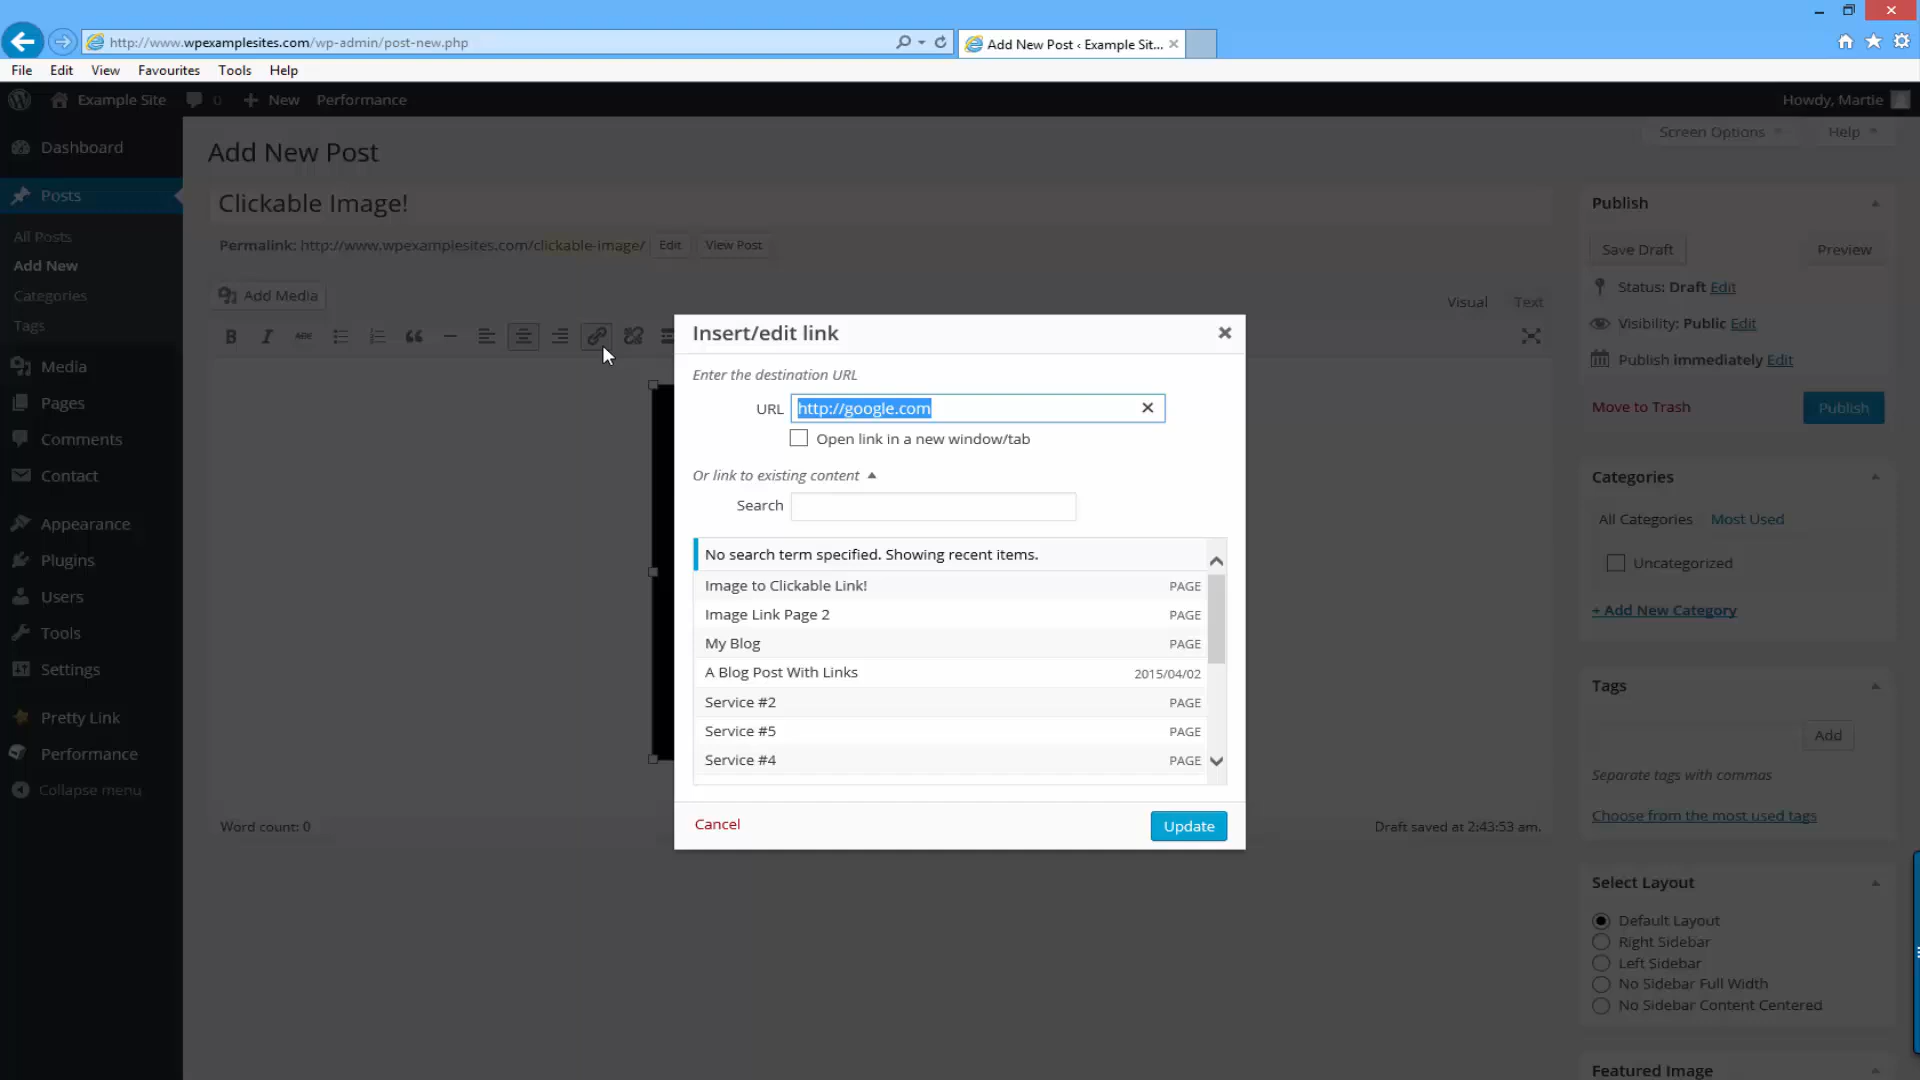 http://www.wpexamplesites.com/wp-admin/post-new.php
Add New Post ‹ Example Sit...
File Edit View Favourites Tools Help
Example Site 0 New Performance
Howdy, Martie
Screen Options Help
Dashboard
Posts
All Posts
Add New
Categories
Tags
Media
Pages
Comments
Contact
Appearance
Plugins
Users
Tools
Settings
Pretty Link
Performance
Collapse menu
Add New Post
Clickable Image!
Permalink: http://www.wpexamplesites.com/clickable-image/ Edit View Post
Add Media
Visual Text
B I ABC
Word count: 0
Draft saved at 2:43:53 am.
Insert/edit link
Enter the destination URL
URL http://google.com
Open link in a new window/tab
Or link to existing content
Search
No search term specified. Showing recent items.
Image to Clickable Link! PAGE
Image Link Page 2 PAGE
My Blog PAGE
A Blog Post With Links 2015/04/02
Service #2 PAGE
Service #5 PAGE
Service #4 PAGE
Cancel Update
Publish
Save Draft Preview
Status: Draft Edit
Visibility: Public Edit
Publish immediately Edit
Move to Trash Publish
Categories
All Categories Most Used
Uncategorized
+ Add New Category
Tags
Add
Separate tags with commas
Choose from the most used tags
Select Layout
Default Layout
Right Sidebar
Left Sidebar
No Sidebar Full Width
No Sidebar Content Centered
Featured Image